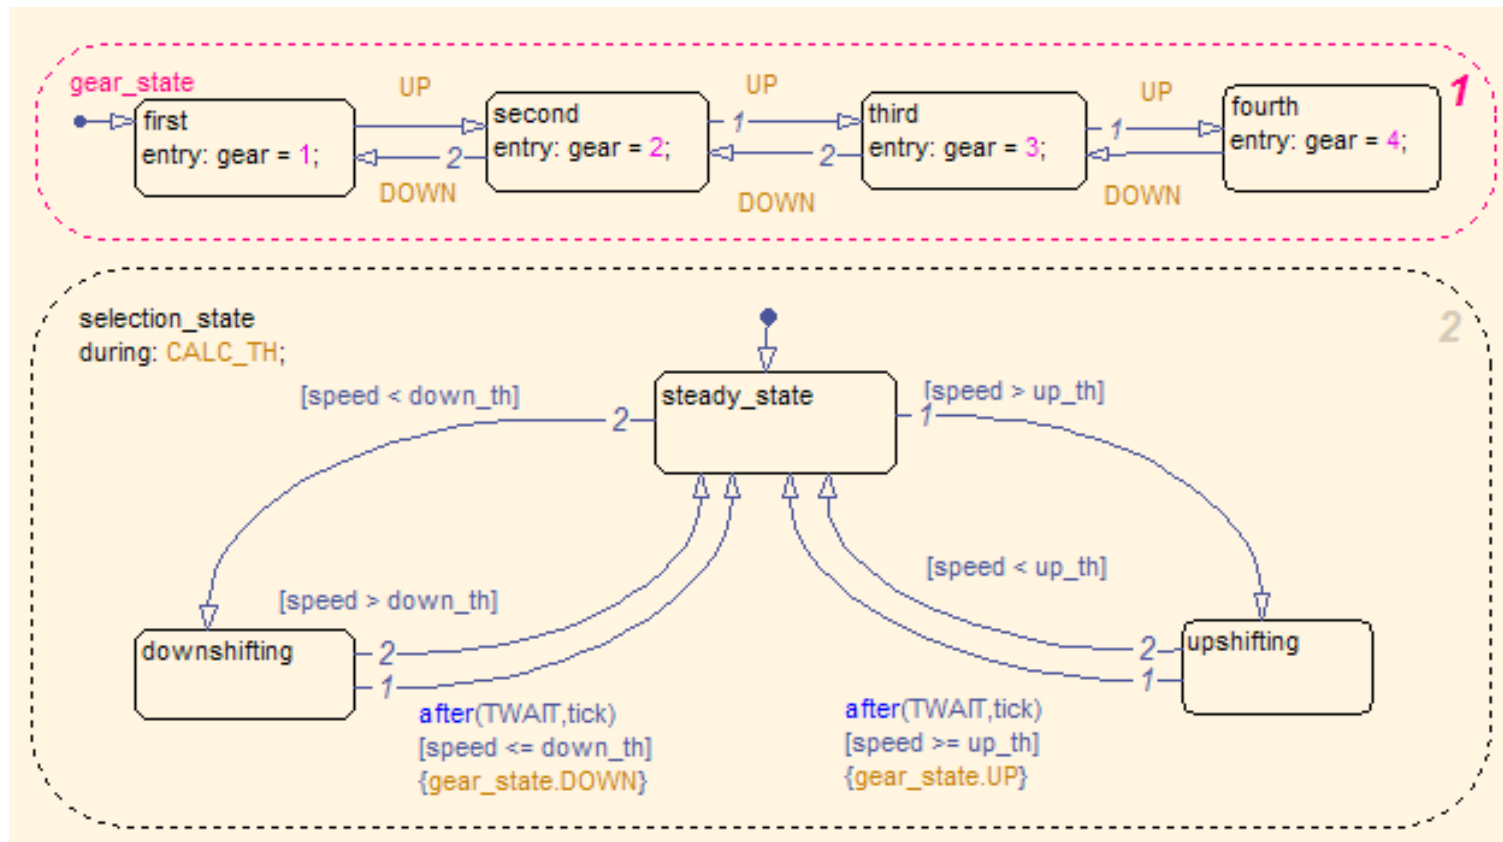 gear_state
1
UP
UP
UP
first
entry: gear = 1;
second
entry: gear = 2;
third
entry: gear = 3;
fourth
entry: gear = 4;
1
1
2
2
DOWN
DOWN
DOWN
selection_state
during: CALC_TH;
2
steady_state
[speed < down_th]
2
[speed > up_th]
1
[speed > down_th]
[speed < up_th]
downshifting
2
1
upshifting
2
1
after(TWAIT,tick)
[speed <= down_th]
{gear_state.DOWN}
after(TWAIT,tick)
[speed >= up_th]
{gear_state.UP}